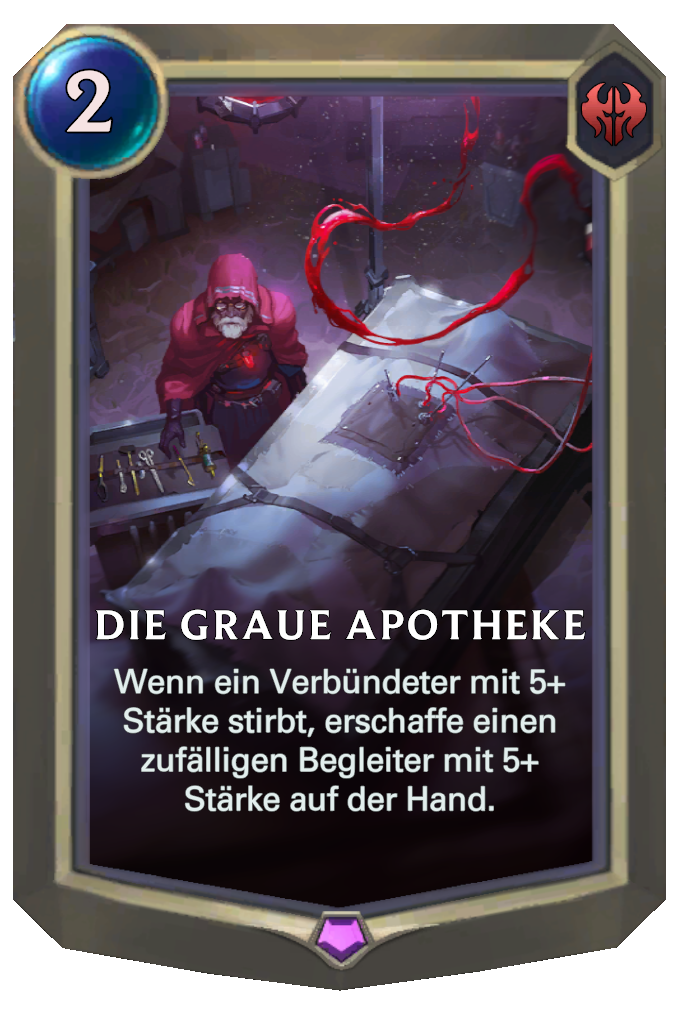 2
DIE GRAUE APOTHEKE
Wenn ein Verbündeter mit 5+
Stärke stirbt, erschaffe einen
zufälligen Begleiter mit 5+
Stärke auf der Hand.